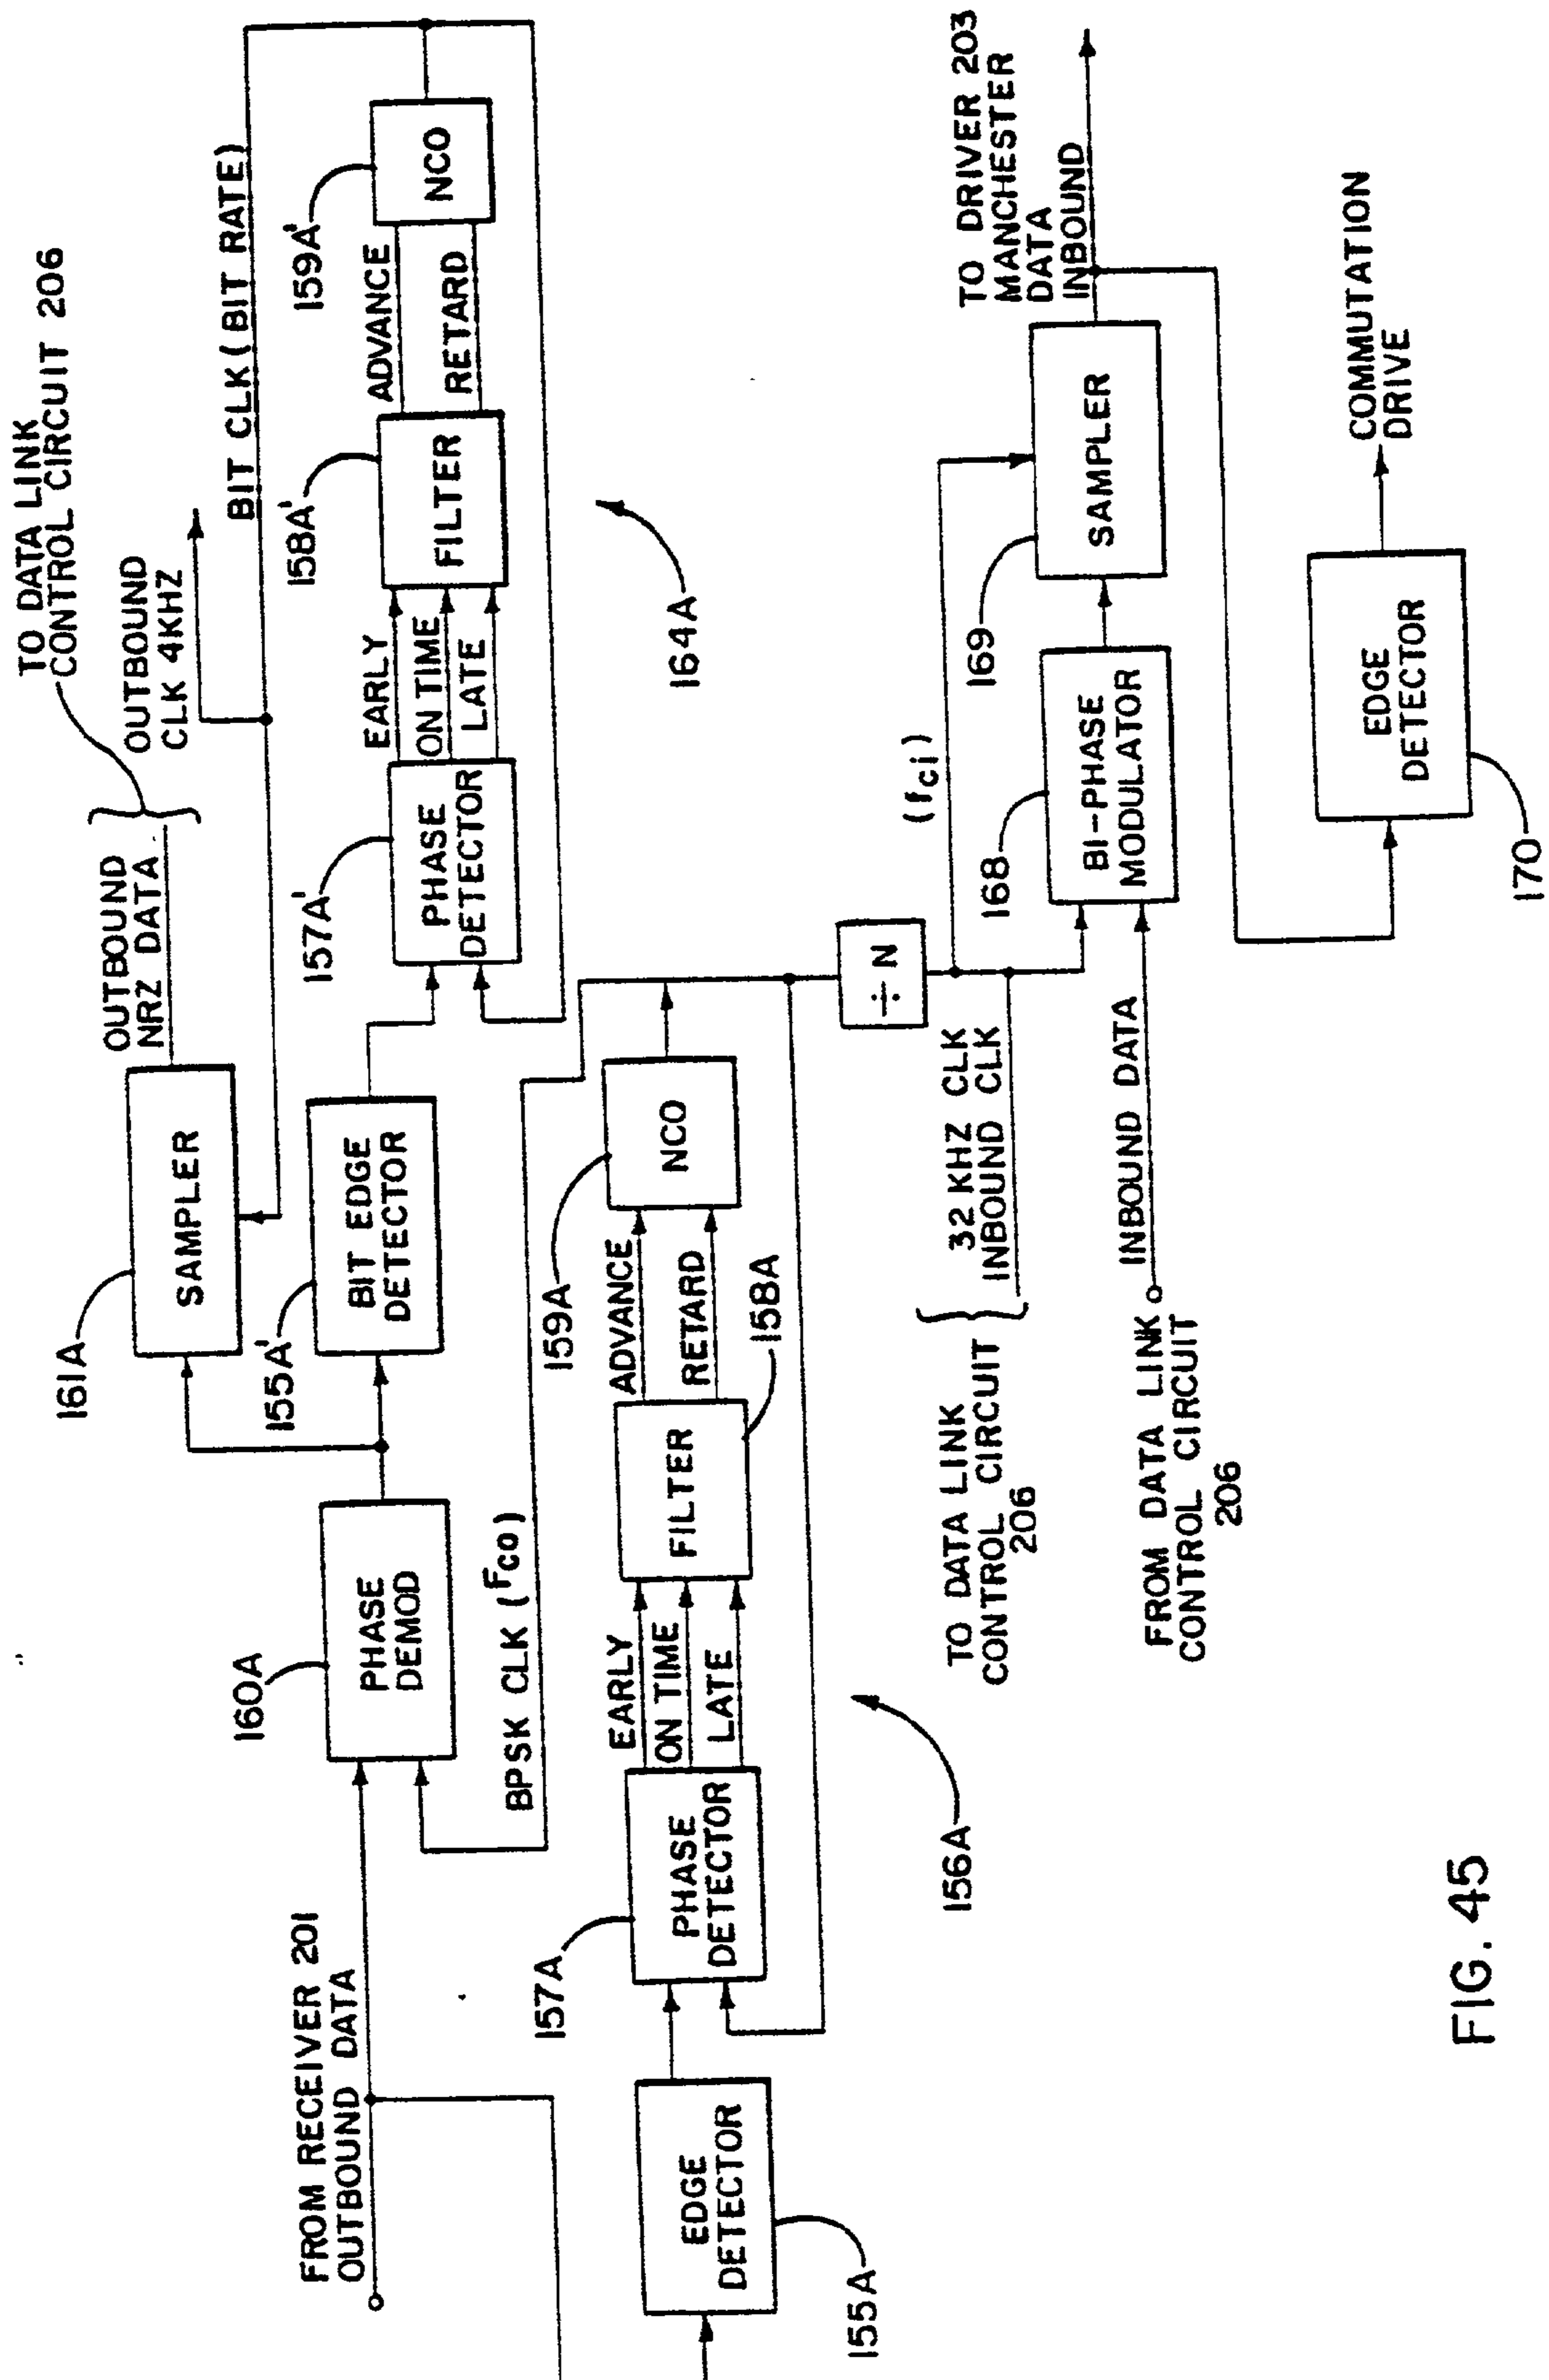 TO DATA LINK
CONTROL CIRCUIT 206
OUTBOUND
NRZ DATA
OUTBOUND
CLK 4KHZ
BIT CLK (BIT RATE)
161A
SAMPLER
155A'
BIT EDGE
DETECTOR
157A'
PHASE
DETECTOR
EARLY
ON TIME
LATE
158A'
FILTER
ADVANCE
RETARD
159A'
NCO
164A
FROM RECEIVER 201
OUTBOUND DATA
160A
PHASE
DEMOD
BPSK CLK (FCO)
155A
EDGE
DETECTOR
157A
PHASE
DETECTOR
EARLY
ON TIME
LATE
158A
FILTER
ADVANCE
RETARD
159A
NCO
156A
÷ N
(fci)
TO DATA LINK
CONTROL CIRCUIT
206
32 KHZ CLK
INBOUND CLK
INBOUND DATA
FROM DATA LINK
CONTROL CIRCUIT
206
168
BI-PHASE
MODULATOR
169
SAMPLER
TO DRIVER 203
MANCHESTER
DATA
INBOUND
EDGE
DETECTOR
170
COMMUTATION
DRIVE
FIG. 45